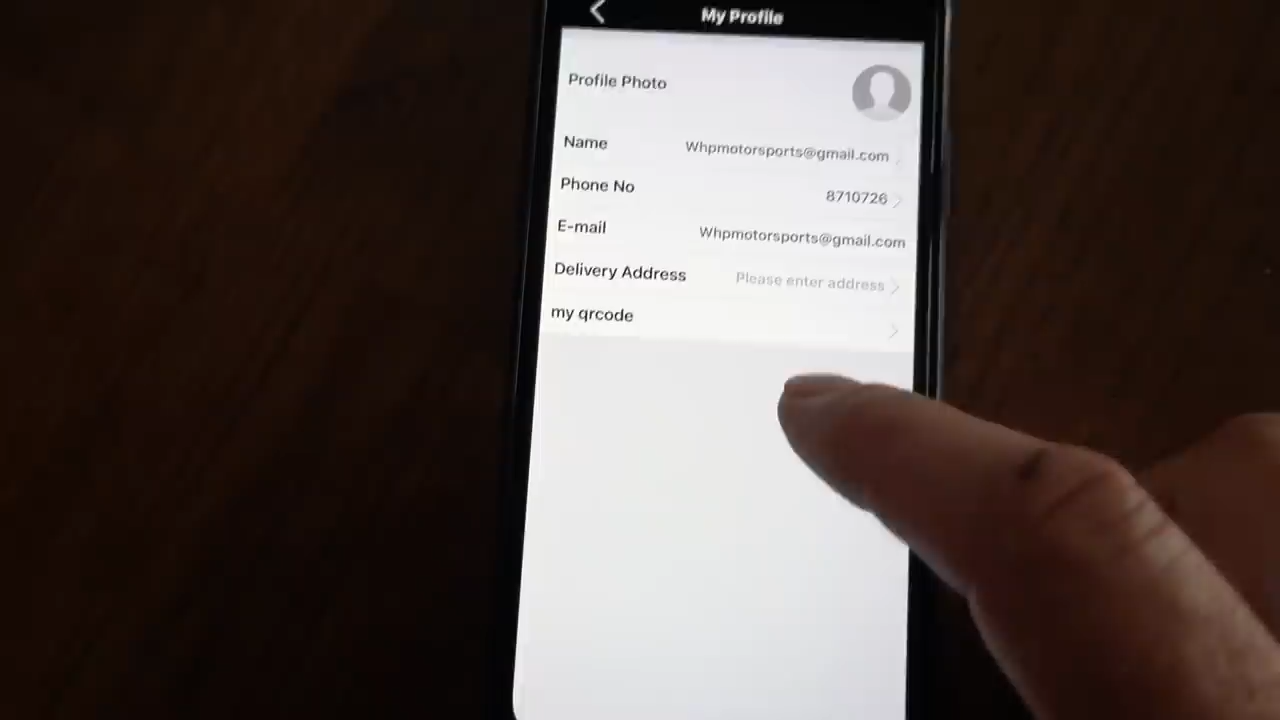 My Profile
Profile Photo
Name Whpmotorsports@gmail.com
Phone No 8710726
E-mail Whpmotorsports@gmail.com
Delivery Address Please enter address
my qrcode